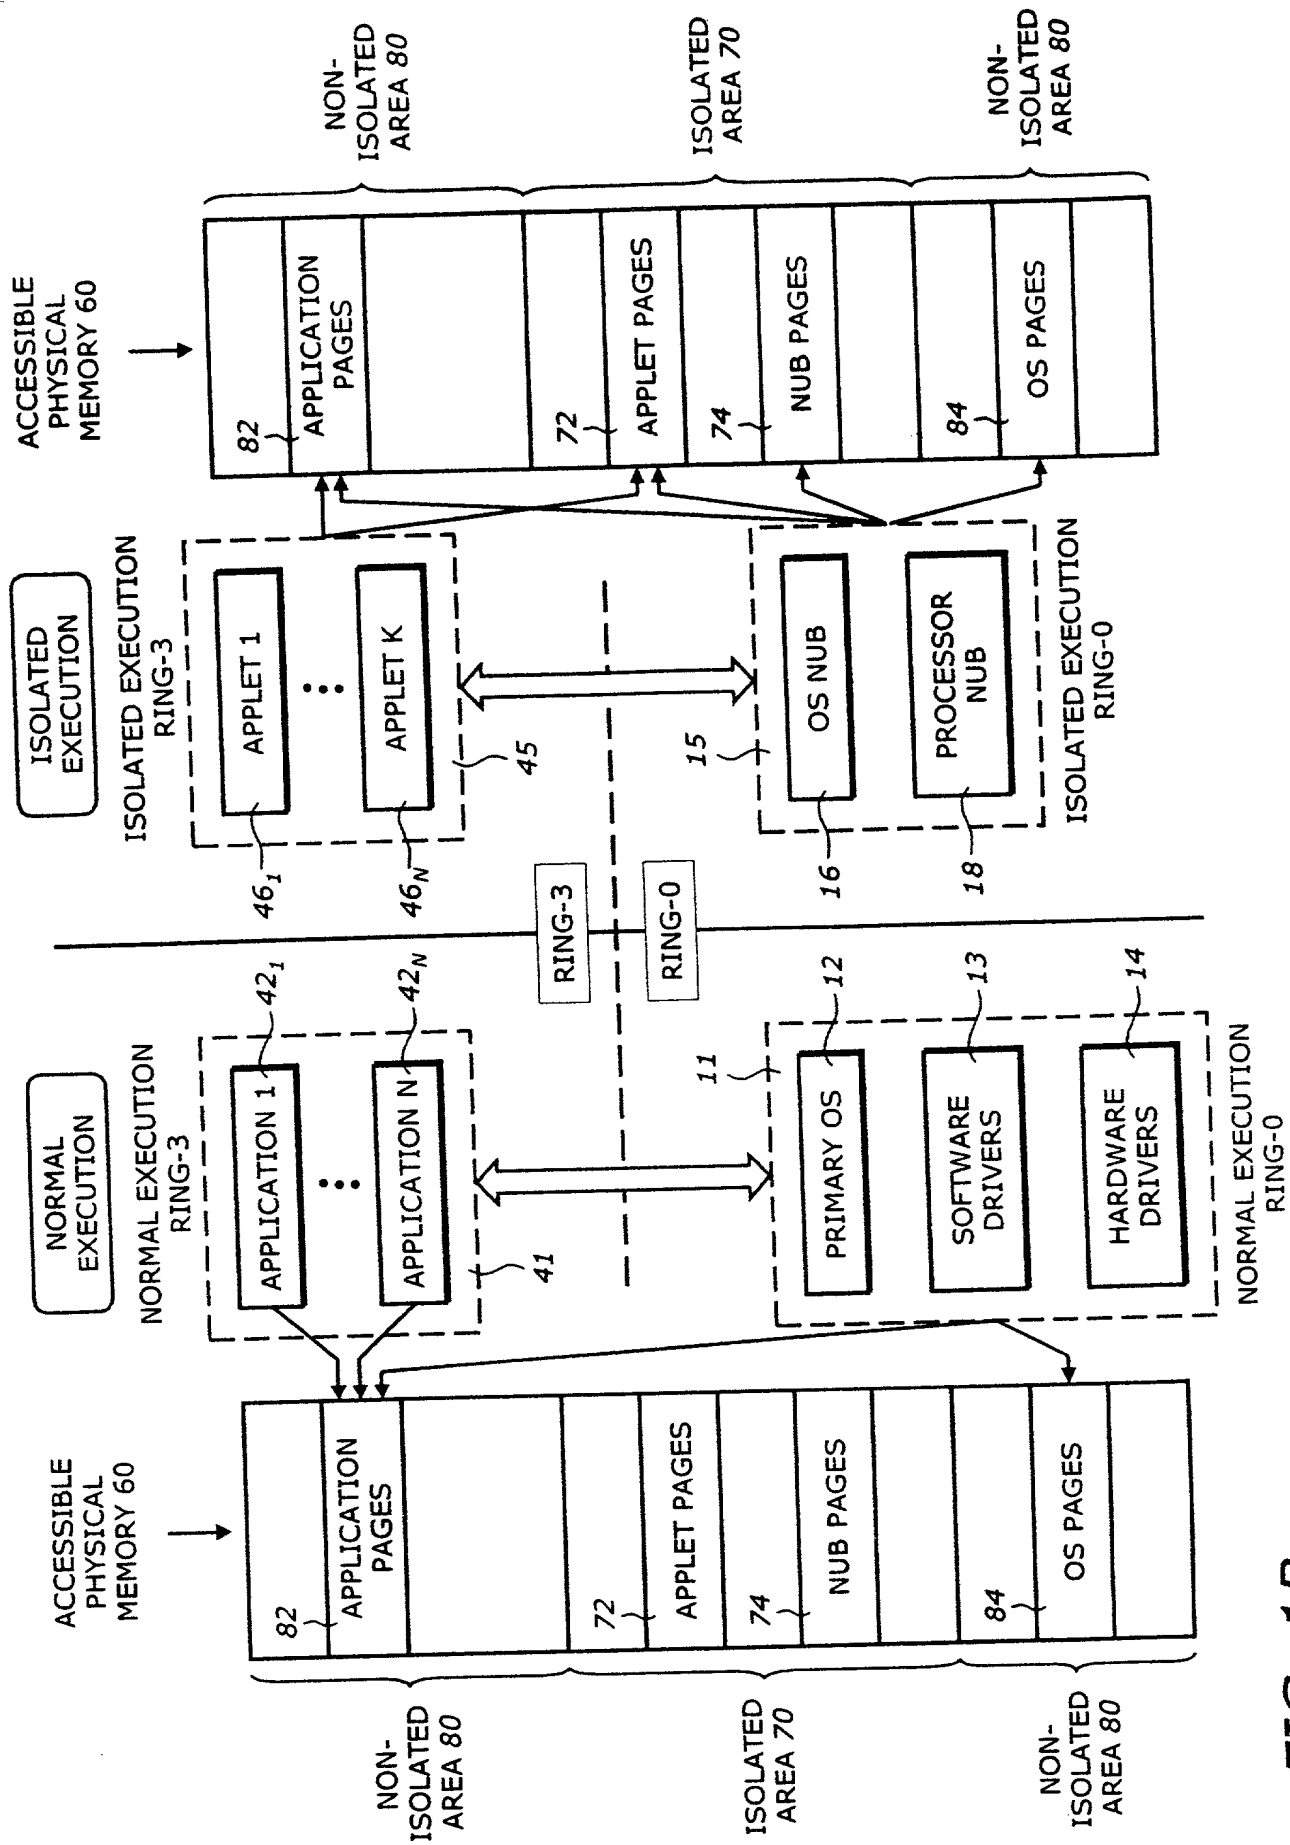 ACCESSIBLE
PHYSICAL
MEMORY 60
NORMAL
EXECUTION
ISOLATED
EXECUTION
ACCESSIBLE
PHYSICAL
MEMORY 60
NON-
ISOLATED
AREA 80
82
APPLICATION
PAGES
ISOLATED
AREA 70
72
APPLET PAGES
74
NUB PAGES
NON-
ISOLATED
AREA 80
84
OS PAGES
NORMAL EXECUTION
RING-3
APPLICATION 1
42₁
APPLICATION N
42N
41
11
PRIMARY OS
12
SOFTWARE
DRIVERS
13
HARDWARE
DRIVERS
14
NORMAL EXECUTION
RING-0
RING-3
RING-0
ISOLATED EXECUTION
RING-3
46₁
APPLET 1
46N
APPLET K
45
15
16
OS NUB
18
PROCESSOR
NUB
ISOLATED EXECUTION
RING-0
82
APPLICATION
PAGES
NON-
ISOLATED
AREA 80
72
APPLET PAGES
74
NUB PAGES
ISOLATED
AREA 70
84
OS PAGES
NON-
ISOLATED
AREA 80
FIG. 1B